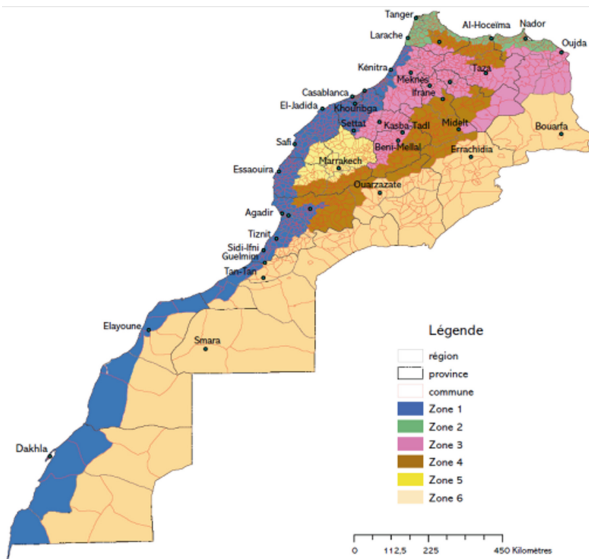 Tanger
Al-Hoceïma
Nador
Larache
Oujda
Kénitra
Taza
Meknès
Ifrane
Casablanca
Khouribga
El-Jadida
Settat
Kasba-Tadl
Midelt
Bouarfa
Safi
Beni-Mellal
Errachidia
Marrakech
Essaouira
Ouarzazate
Agadir
Tiznit
Sidi-Ifni
Guelmim
Tan-Tan
Elayoune
Smara
Dakhla
Légende
région
province
commune
Zone 1
Zone 2
Zone 3
Zone 4
Zone 5
Zone 6
0 112,5 225 450 Kilomètres